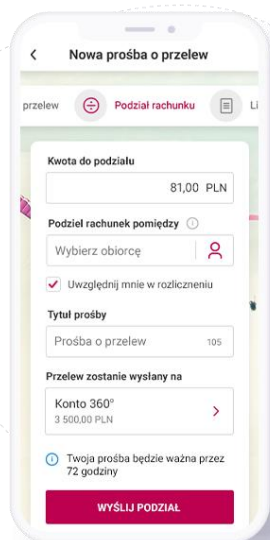 Nowa prośba o przelew
przelew
Podział rachunku
Li
Kwota do podziału
81,00 PLN
Podziel rachunek pomiędzy
Wybierz obiorcę
Uwzględnij mnie w rozliczneniu
Tytuł prośby
Prośba o przelew 105
Przelew zostanie wysłany na
Konto 360°
3 500,00 PLN
Twoja prośba będzie ważna przez
72 godziny
WYŚLIJ PODZIAŁ